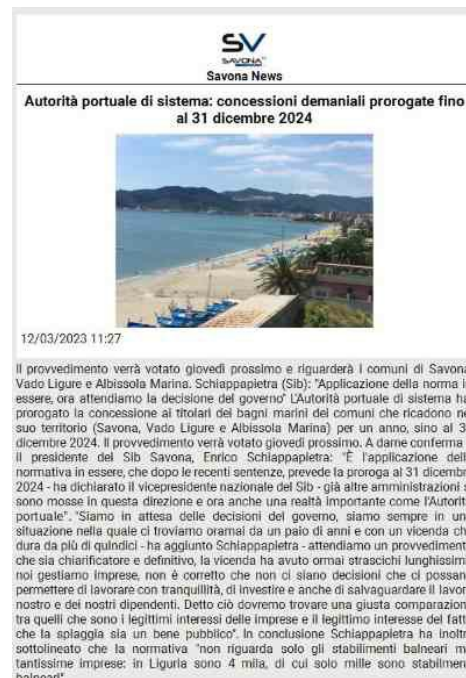 SV
SAVONA
Savona News
Autorità portuale di sistema: concessioni demaniali prorogate fino
al 31 dicembre 2024
12/03/2023 11:27
Il provvedimento verrà votato giovedì prossimo e riguarderà i comuni di Savona
Vado Ligure e Albissola Marina. Schiappapietra (Sib): "Applicazione della norma i
essere, ora attendiamo la decisione del governo" L'Autorità portuale di sistema ha
prorogato la concessione ai titolari dei bagni marini dei comuni che ricadono ne
suo territorio (Savona, Vado Ligure e Albissola Marina) per un anno, sino al 3
dicembre 2024. Il provvedimento verrà votato giovedì prossimo. A darne conferma
il presidente del Sib Savona, Enrico Schiappapietra: "È l'applicazione dell
normativa in essere, che dopo le recenti sentenze, prevede la proroga al 31 dicembr
2024 - ha dichiarato il vicepresidente nazionale del Sib - già altre amministrazioni s
sono mosse in questa direzione e ora anche una realtà importante come l'Autorit
portuale". "Siamo in attesa delle decisioni del governo, siamo sempre in un
situazione nella quale ci troviamo oramai da un paio di anni e con un vicenda ch
dura da più di quindici - ha aggiunto Schiappapietra - attendiamo un provvediment
che sia chiarificatore e definitivo, la vicenda ha avuto ormai strascichi lunghissim
noi gestiamo imprese, non è corretto che non ci siano decisioni che ci possan
permettere di lavorare con tranquillità, di investire e anche di salvaguardare il lavor
nostro e dei nostri dipendenti. Detto ciò dovremo trovare una giusta comparazion
tra quelli che sono i legittimi interessi delle imprese e il legittimo interesse del fatt
che la spiaggia sia un bene pubblico". In conclusione Schiappapietra ha inoltr
sottolineato che la normativa "non riguarda solo gli stabilimenti balneari m
tantissime imprese: in Liguria sono 4 mila, di cui solo mille sono stabilmen
balneari"